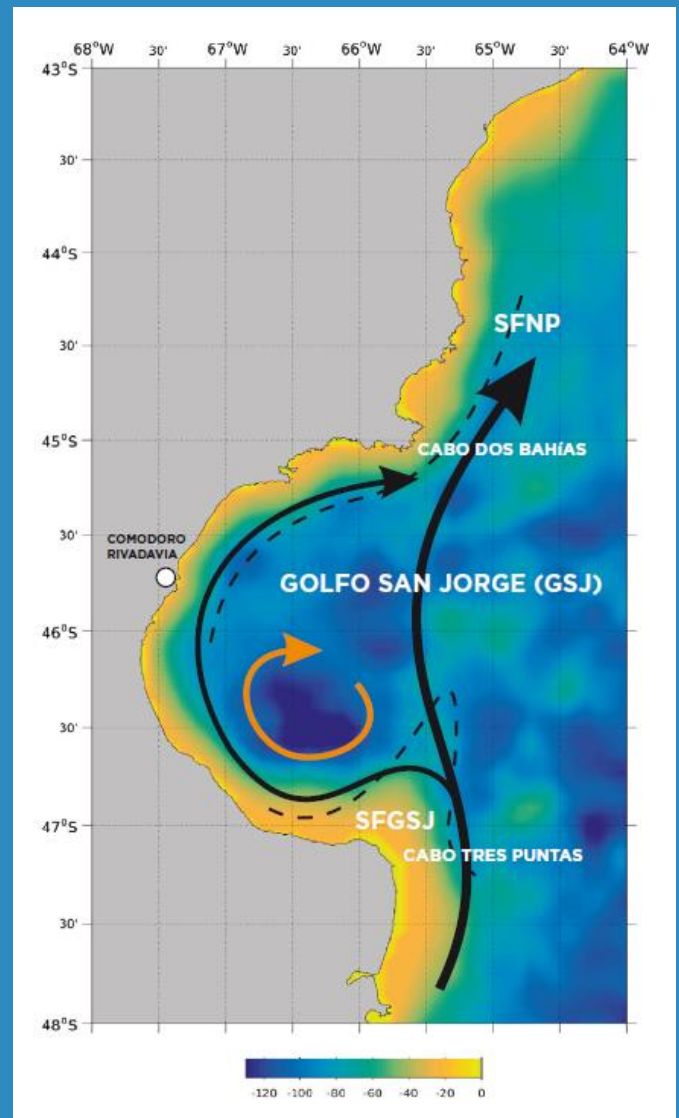 68°W 30' 67°W 30' 66°W 30' 65°W 30' 64°W
43°S
30'
44°S
SFNP
30'
45°S
CABO DOS BAHíAS
30'
COMODORO
RIVADAVIA
GOLFO SAN JORGE (GSJ)
46°S
30'
SFGSJ
47°S
CABO TRES PUNTAS
30'
48°S
-120 -100 -80 -60 -40 -20 0